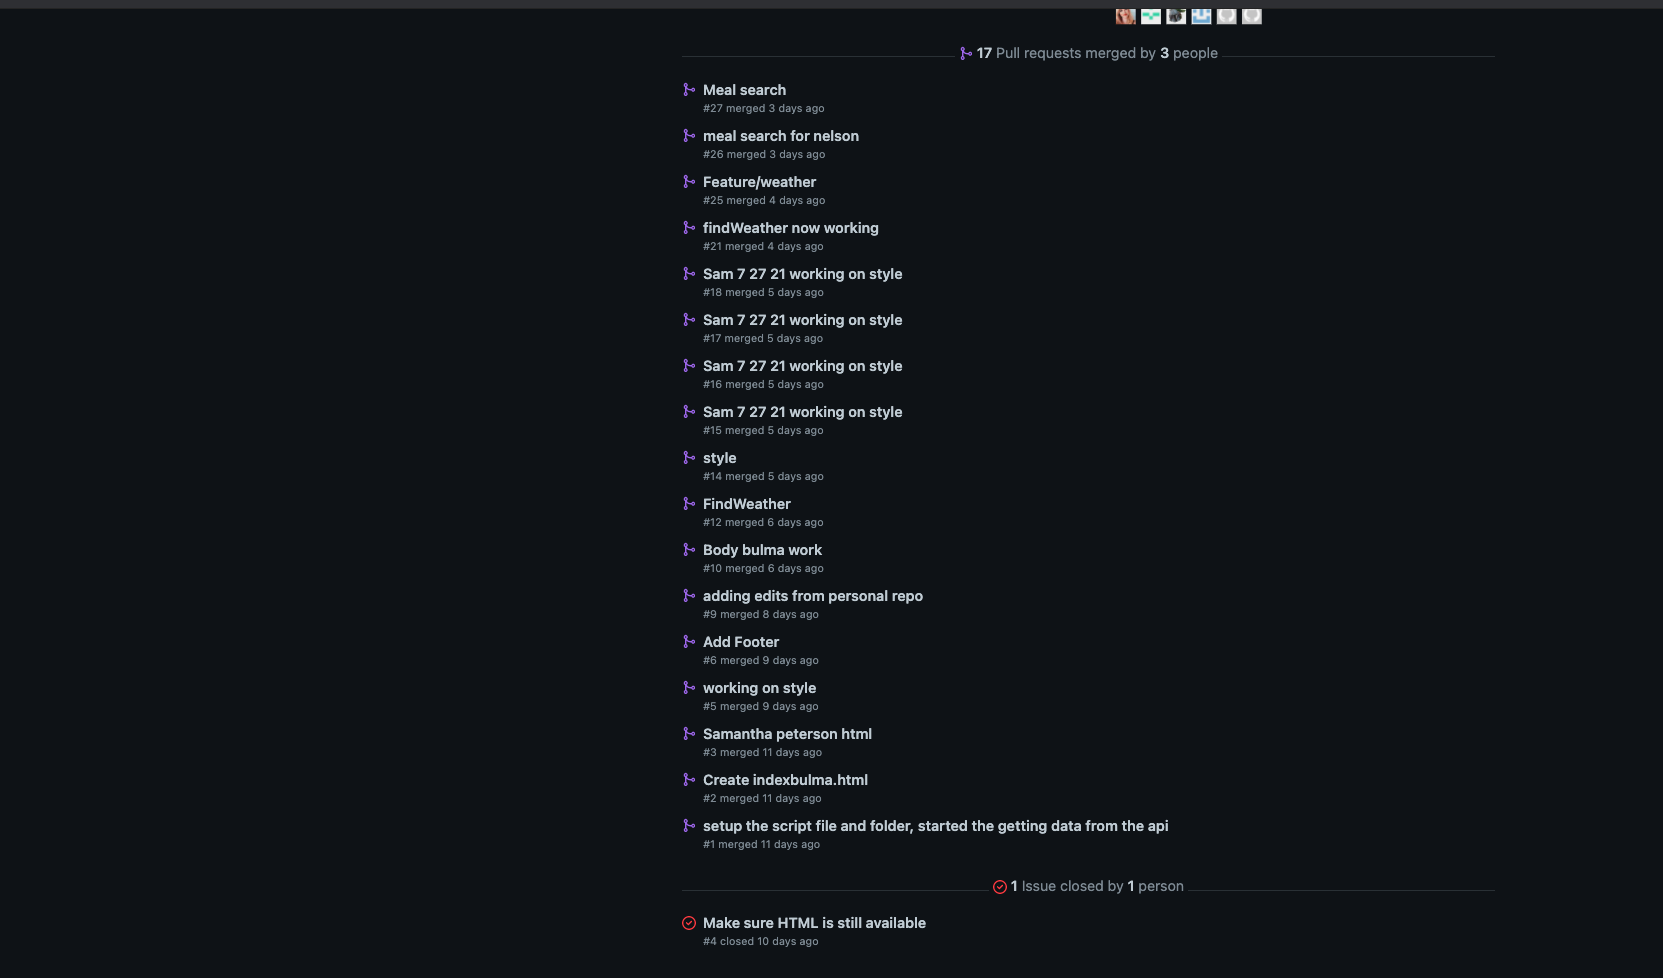 17 Pull requests merged by 3 people
Meal search
#27 merged 3 days ago
meal search for nelson
#26 merged 3 days ago
Feature/weather
#25 merged 4 days ago
findWeather now working
#21 merged 4 days ago
Sam 7 27 21 working on style
#18 merged 5 days ago
Sam 7 27 21 working on style
#17 merged 5 days ago
Sam 7 27 21 working on style
#16 merged 5 days ago
Sam 7 27 21 working on style
#15 merged 5 days ago
style
#14 merged 5 days ago
FindWeather
#12 merged 6 days ago
Body bulma work
#10 merged 6 days ago
adding edits from personal repo
#9 merged 8 days ago
Add Footer
#6 merged 9 days ago
working on style
#5 merged 9 days ago
Samantha peterson html
#3 merged 11 days ago
Create indexbulma.html
#2 merged 11 days ago
setup the script file and folder, started the getting data from the api
#1 merged 11 days ago
1 Issue closed by 1 person
Make sure HTML is still available
#4 closed 10 days ago